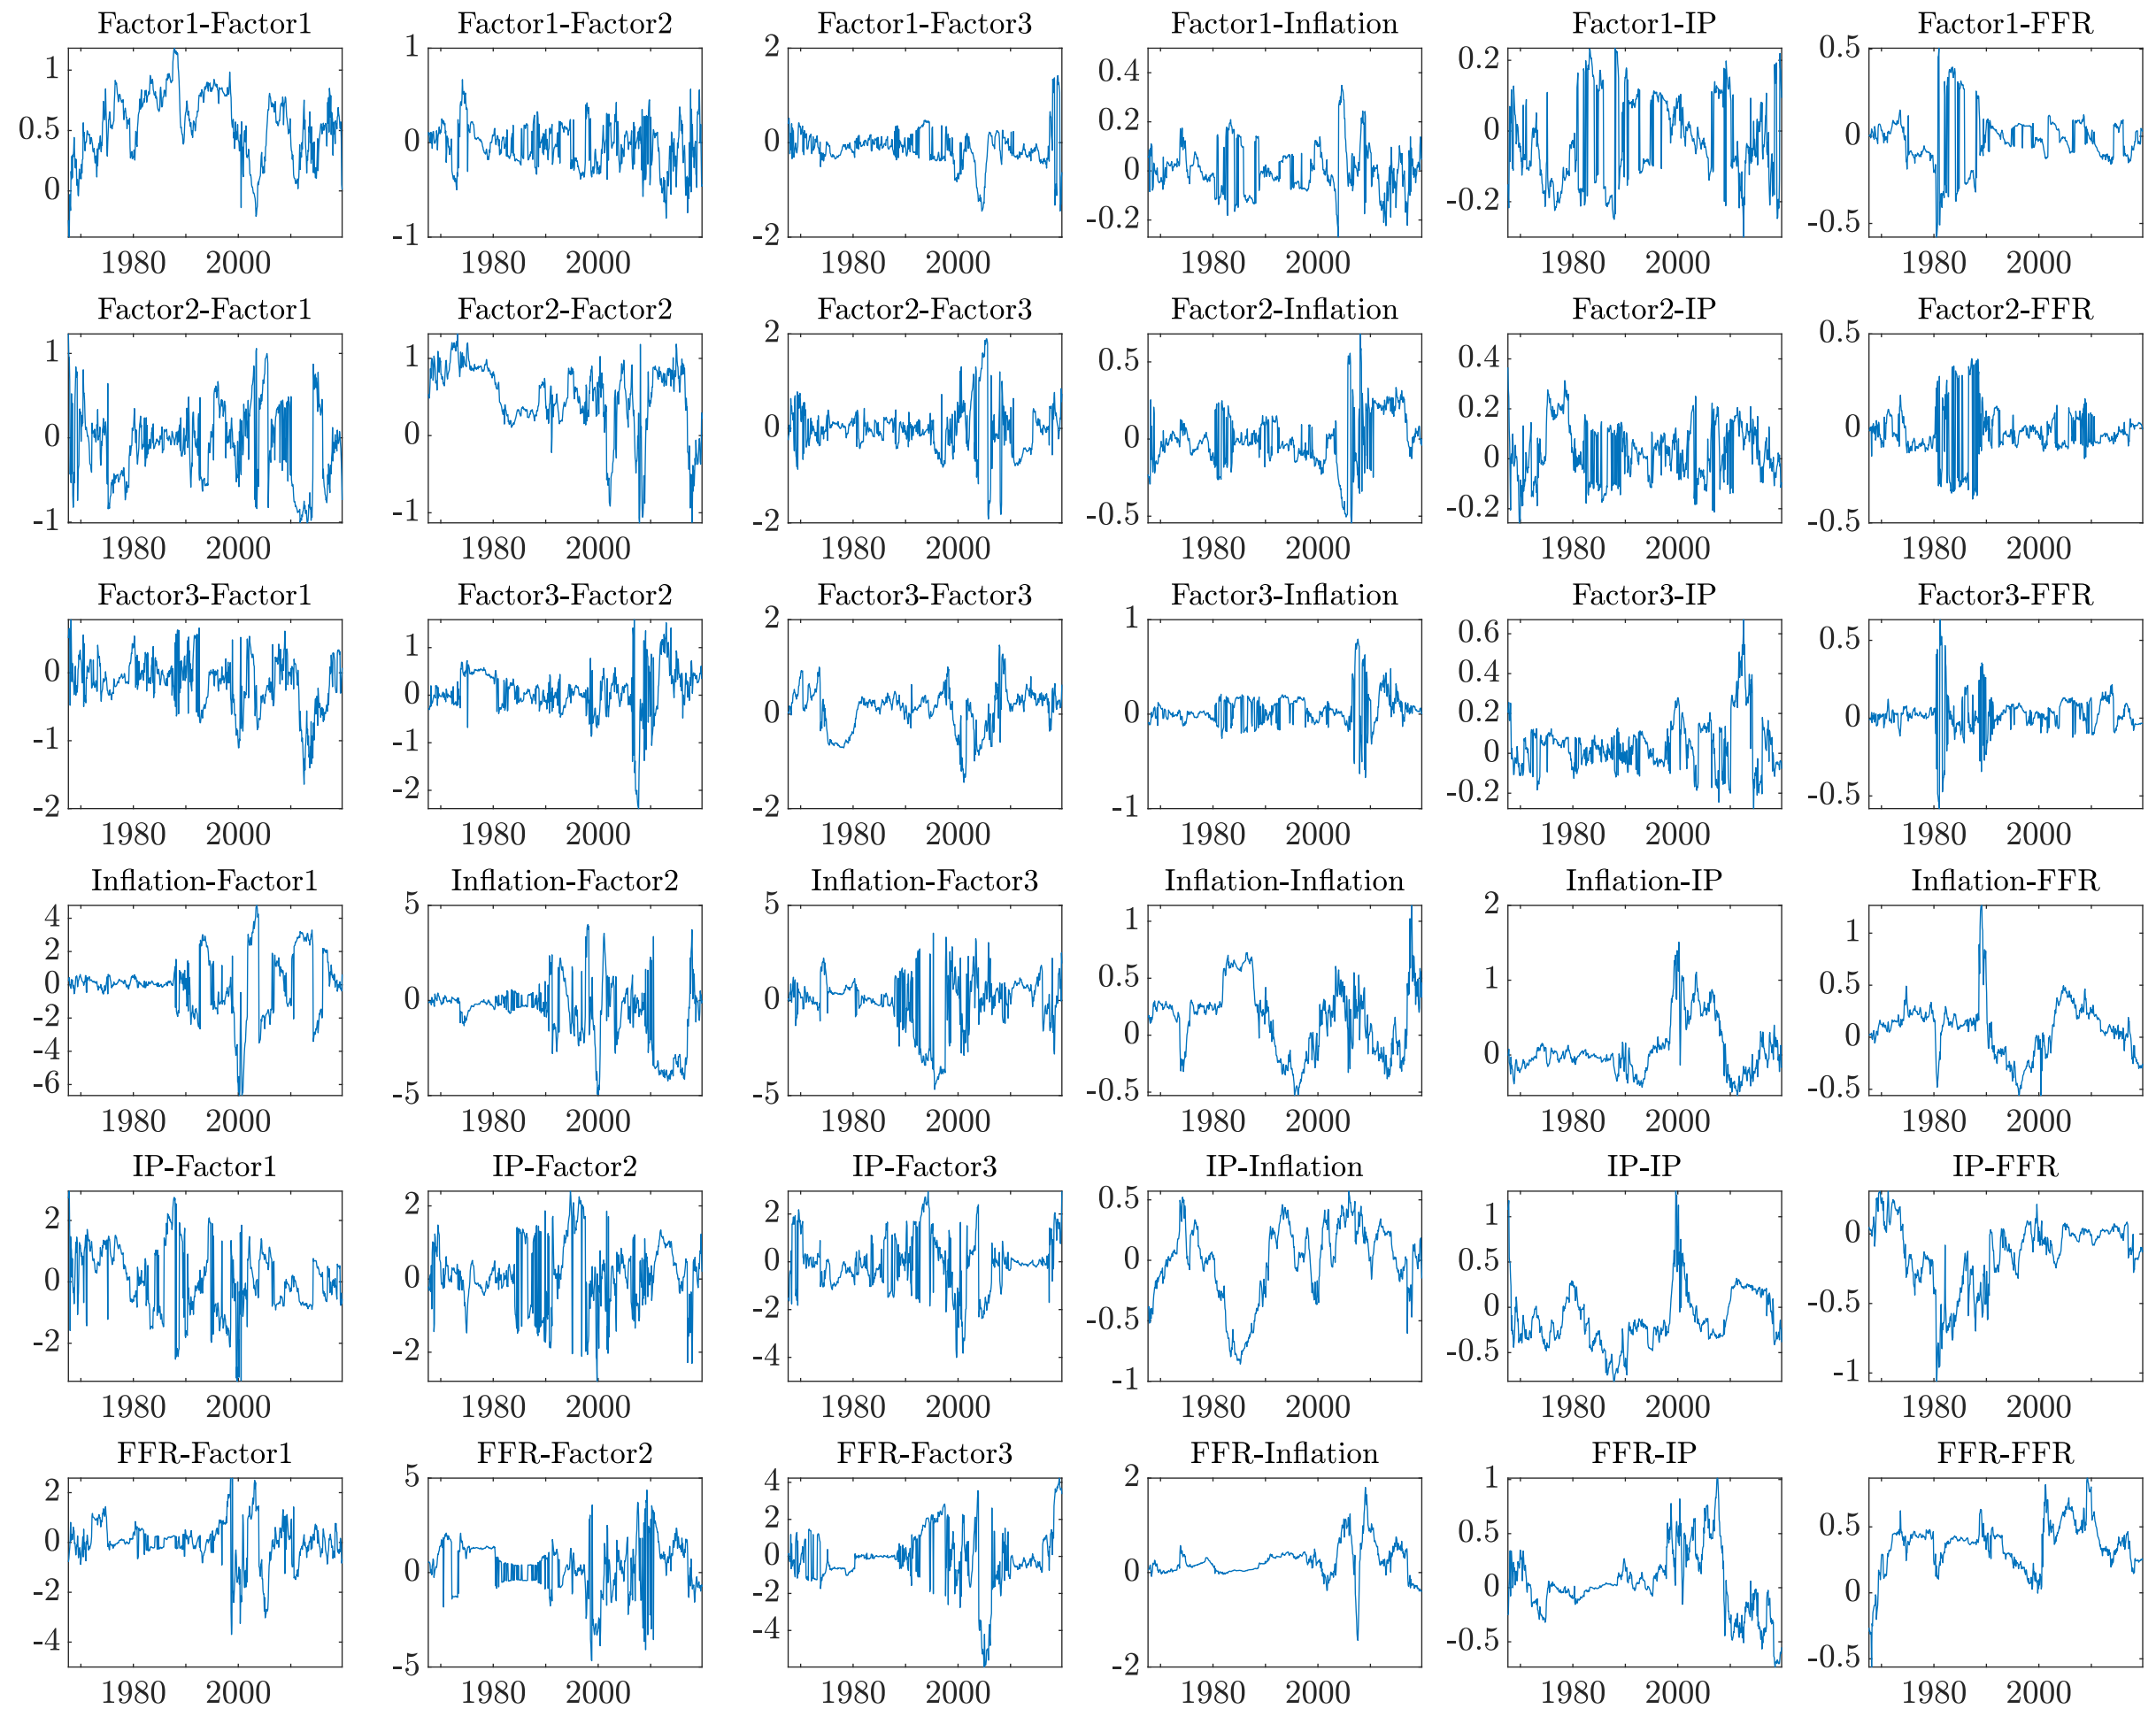 Factor1-Factor1 Factor1-Factor2 Factor1-Factor3 Factor1-Inflation Factor1-IP Factor1-FFR
1 0.5 0 1 0 -1 2 0 -2 0.4 0.2 0 -0.2 0.2 0 -0.2 0.5 0 -0.5
1980 2000 1980 2000 1980 2000 1980 2000 1980 2000 1980 2000
Factor2-Factor1 Factor2-Factor2 Factor2-Factor3 Factor2-Inflation Factor2-IP Factor2-FFR
1 0 -1 1 0 -1 2 0 -2 0.5 0 -0.5 0.4 0.2 0 -0.2 0.5 0 -0.5
1980 2000 1980 2000 1980 2000 1980 2000 1980 2000 1980 2000
Factor3-Factor1 Factor3-Factor2 Factor3-Factor3 Factor3-Inflation Factor3-IP Factor3-FFR
0 -1 -2 1 0 -1 -2 2 0 -2 1 0 -1 0.6 0.4 0.2 0 -0.2 0.5 0 -0.5
1980 2000 1980 2000 1980 2000 1980 2000 1980 2000 1980 2000
Inflation-Factor1 Inflation-Factor2 Inflation-Factor3 Inflation-Inflation Inflation-IP Inflation-FFR
4 2 0 -2 -4 -6 5 0 -5 5 0 -5 1 0.5 0 -0.5 2 1 0 1 0.5 0 -0.5
1980 2000 1980 2000 1980 2000 1980 2000 1980 2000 1980 2000
IP-Factor1 IP-Factor2 IP-Factor3 IP-Inflation IP-IP IP-FFR
2 0 -2 2 0 -2 2 0 -2 -4 0.5 0 -0.5 -1 1 0.5 0 -0.5 0 -0.5 -1
1980 2000 1980 2000 1980 2000 1980 2000 1980 2000 1980 2000
FFR-Factor1 FFR-Factor2 FFR-Factor3 FFR-Inflation FFR-IP FFR-FFR
2 0 -2 -4 5 0 -5 4 2 0 -2 -4 2 0 -2 1 0.5 0 -0.5 0.5 0 -0.5
1980 2000 1980 2000 1980 2000 1980 2000 1980 2000 1980 2000